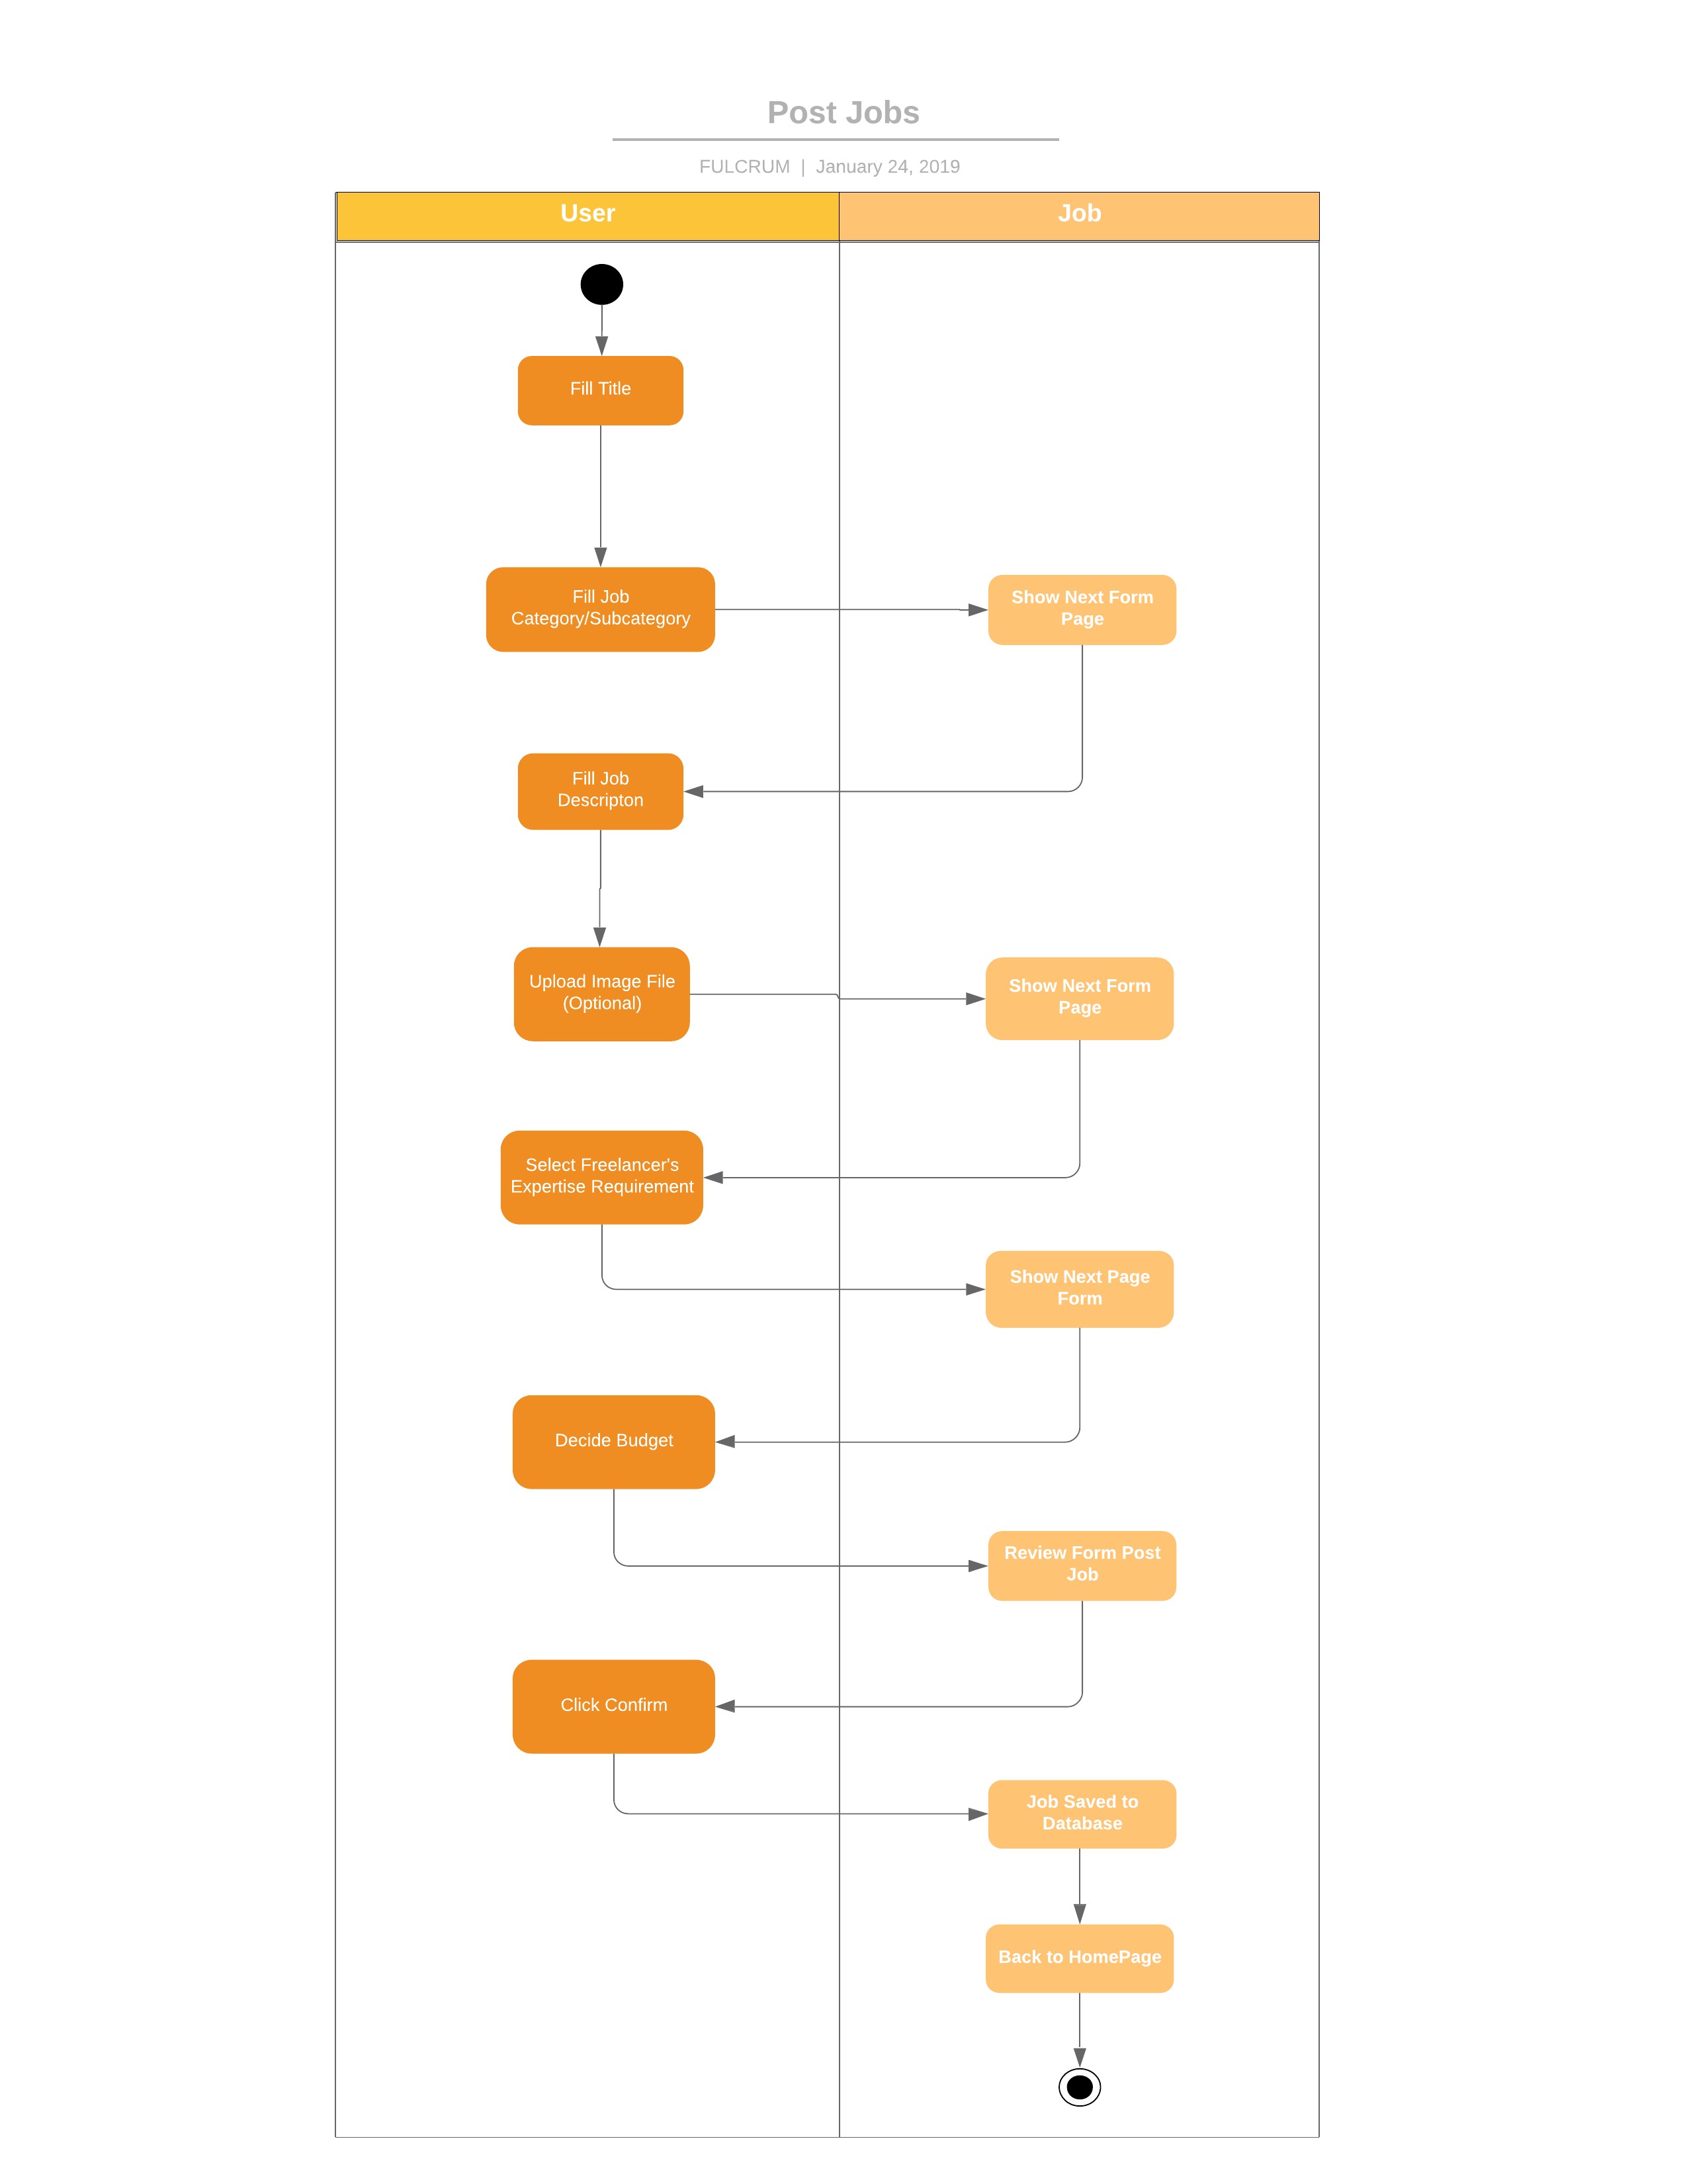 Post Jobs
FULCRUM | January 24, 2019
User
Job
Fill Title
Fill Job
Category/Subcategory
Show Next Form
Page
Fill Job
Descripton
Upload Image File
(Optional)
Show Next Form
Page
Select Freelancer's
Expertise Requirement
Show Next Page
Form
Decide Budget
Review Form Post
Job
Click Confirm
Job Saved to
Database
Back to HomePage